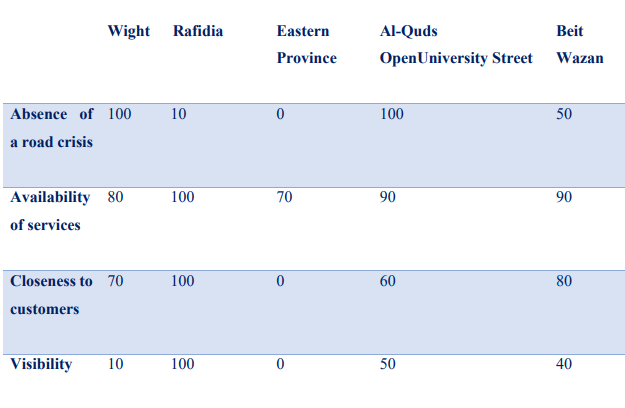 Wight Rafidia Eastern Province Al-Quds OpenUniversity Street Beit Wazan
Absence of a road crisis 100 10 0 100 50
Availability of services 80 100 70 90 90
Closeness to customers 70 100 0 60 80
Visibility 10 100 0 50 40